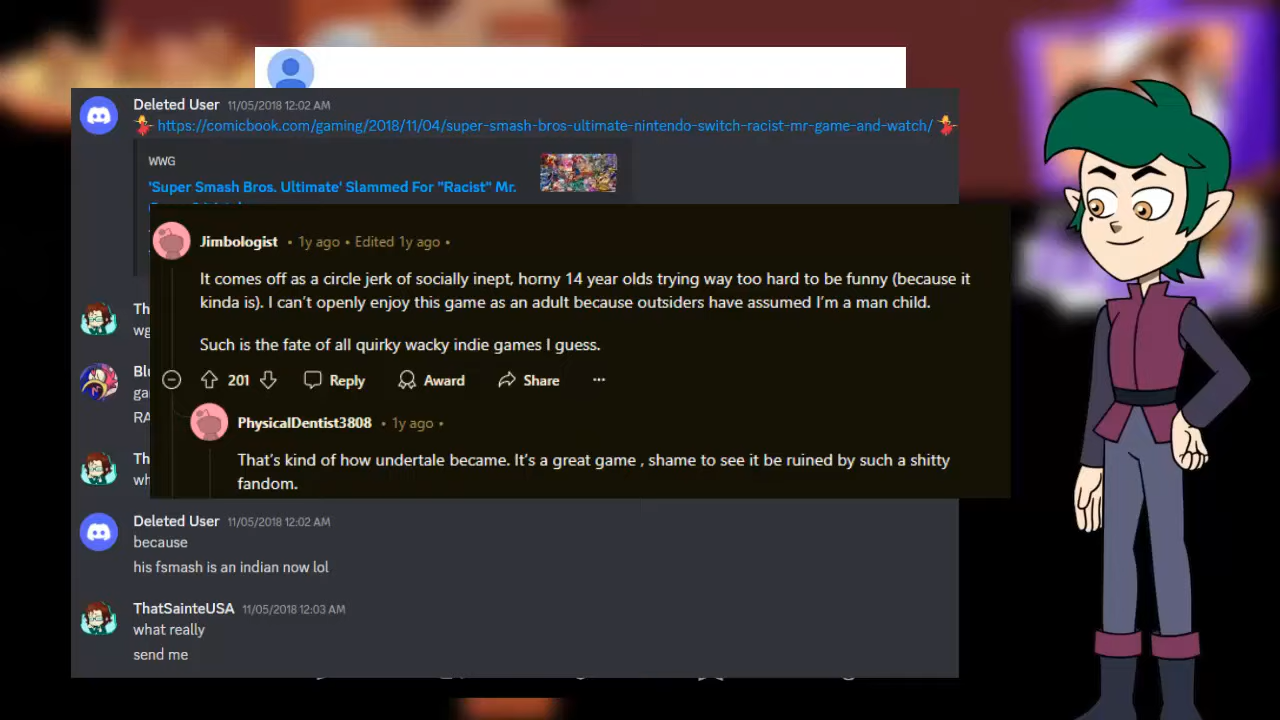 Deleted User 11/05/2018 12:02 AM
https://comicbook.com/gaming/2018/11/04/super-smash-bros-ultimate-nintendo-switch-racist-mr-game-and-watch/
WWG
'Super Smash Bros. Ultimate' Slammed For "Racist" Mr.
Jimbologist • 1y ago • Edited 1y ago •
It comes off as a circle jerk of socially inept, horny 14 year olds trying way too hard to be funny (because it
kinda is). I can't openly enjoy this game as an adult because outsiders have assumed I'm a man child.
Such is the fate of all quirky wacky indie games I guess.
201 Reply Award Share ...
PhysicalDentist3808 • 1y ago •
That's kind of how undertale became. It's a great game , shame to see it be ruined by such a shitty
fandom.
Th
wg
Blu
ga
RA
Th
wh
Deleted User 11/05/2018 12:02 AM
because
his fsmash is an indian now lol
ThatSainteUSA 11/05/2018 12:03 AM
what really
send me